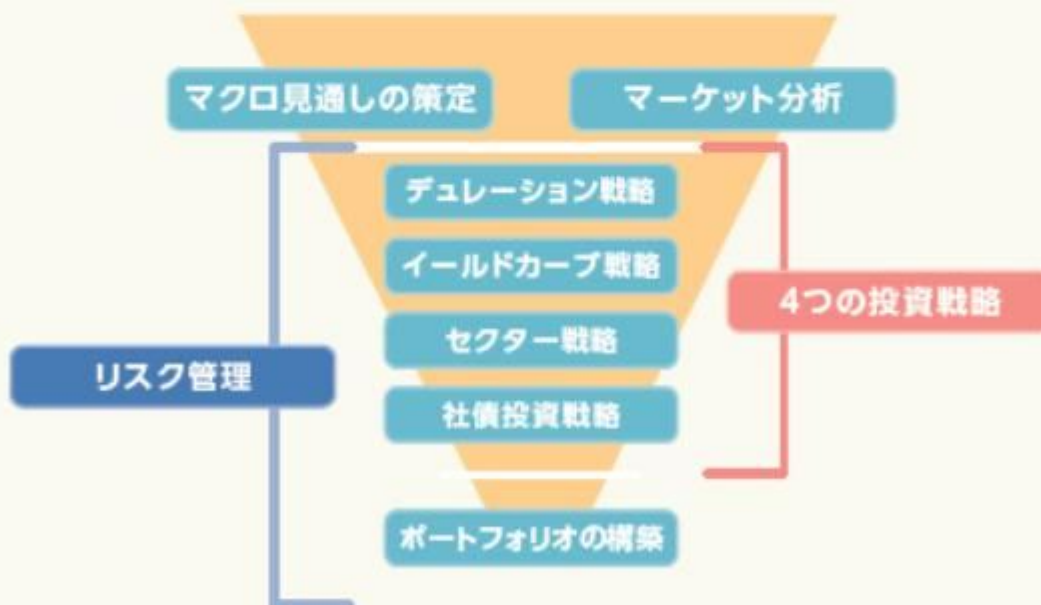 マクロ見通しの策定
マーケット分析
デュレーション戦略
イールドカーブ戦略
4つの投資戦略
セクター戦略
リスク管理
社債投資戦略
ポートフォリオの構築